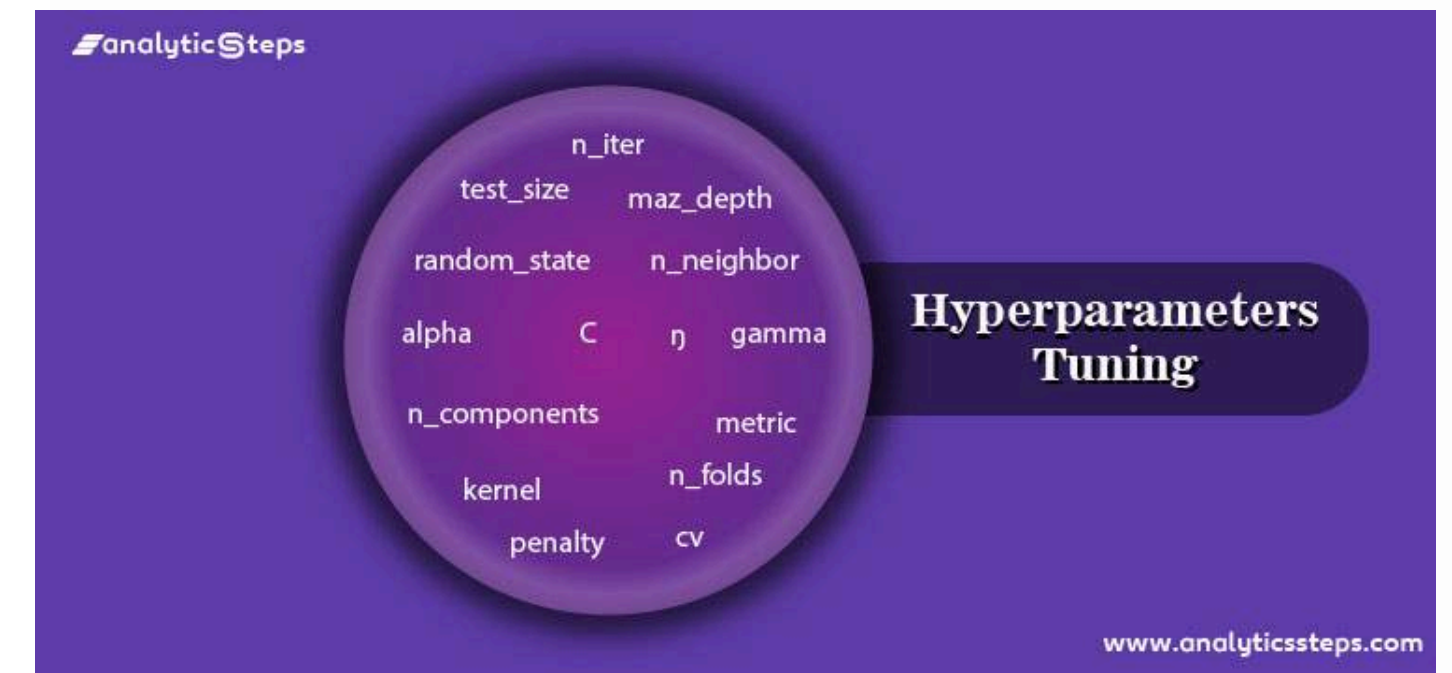 analyticSteps
n_iter
test_size maz_depth
random_state n_neighbor
alpha C ŋ gamma
n_components metric
kernel n_folds
penalty cv
Hyperparameters
Tuning
www.analyticssteps.com